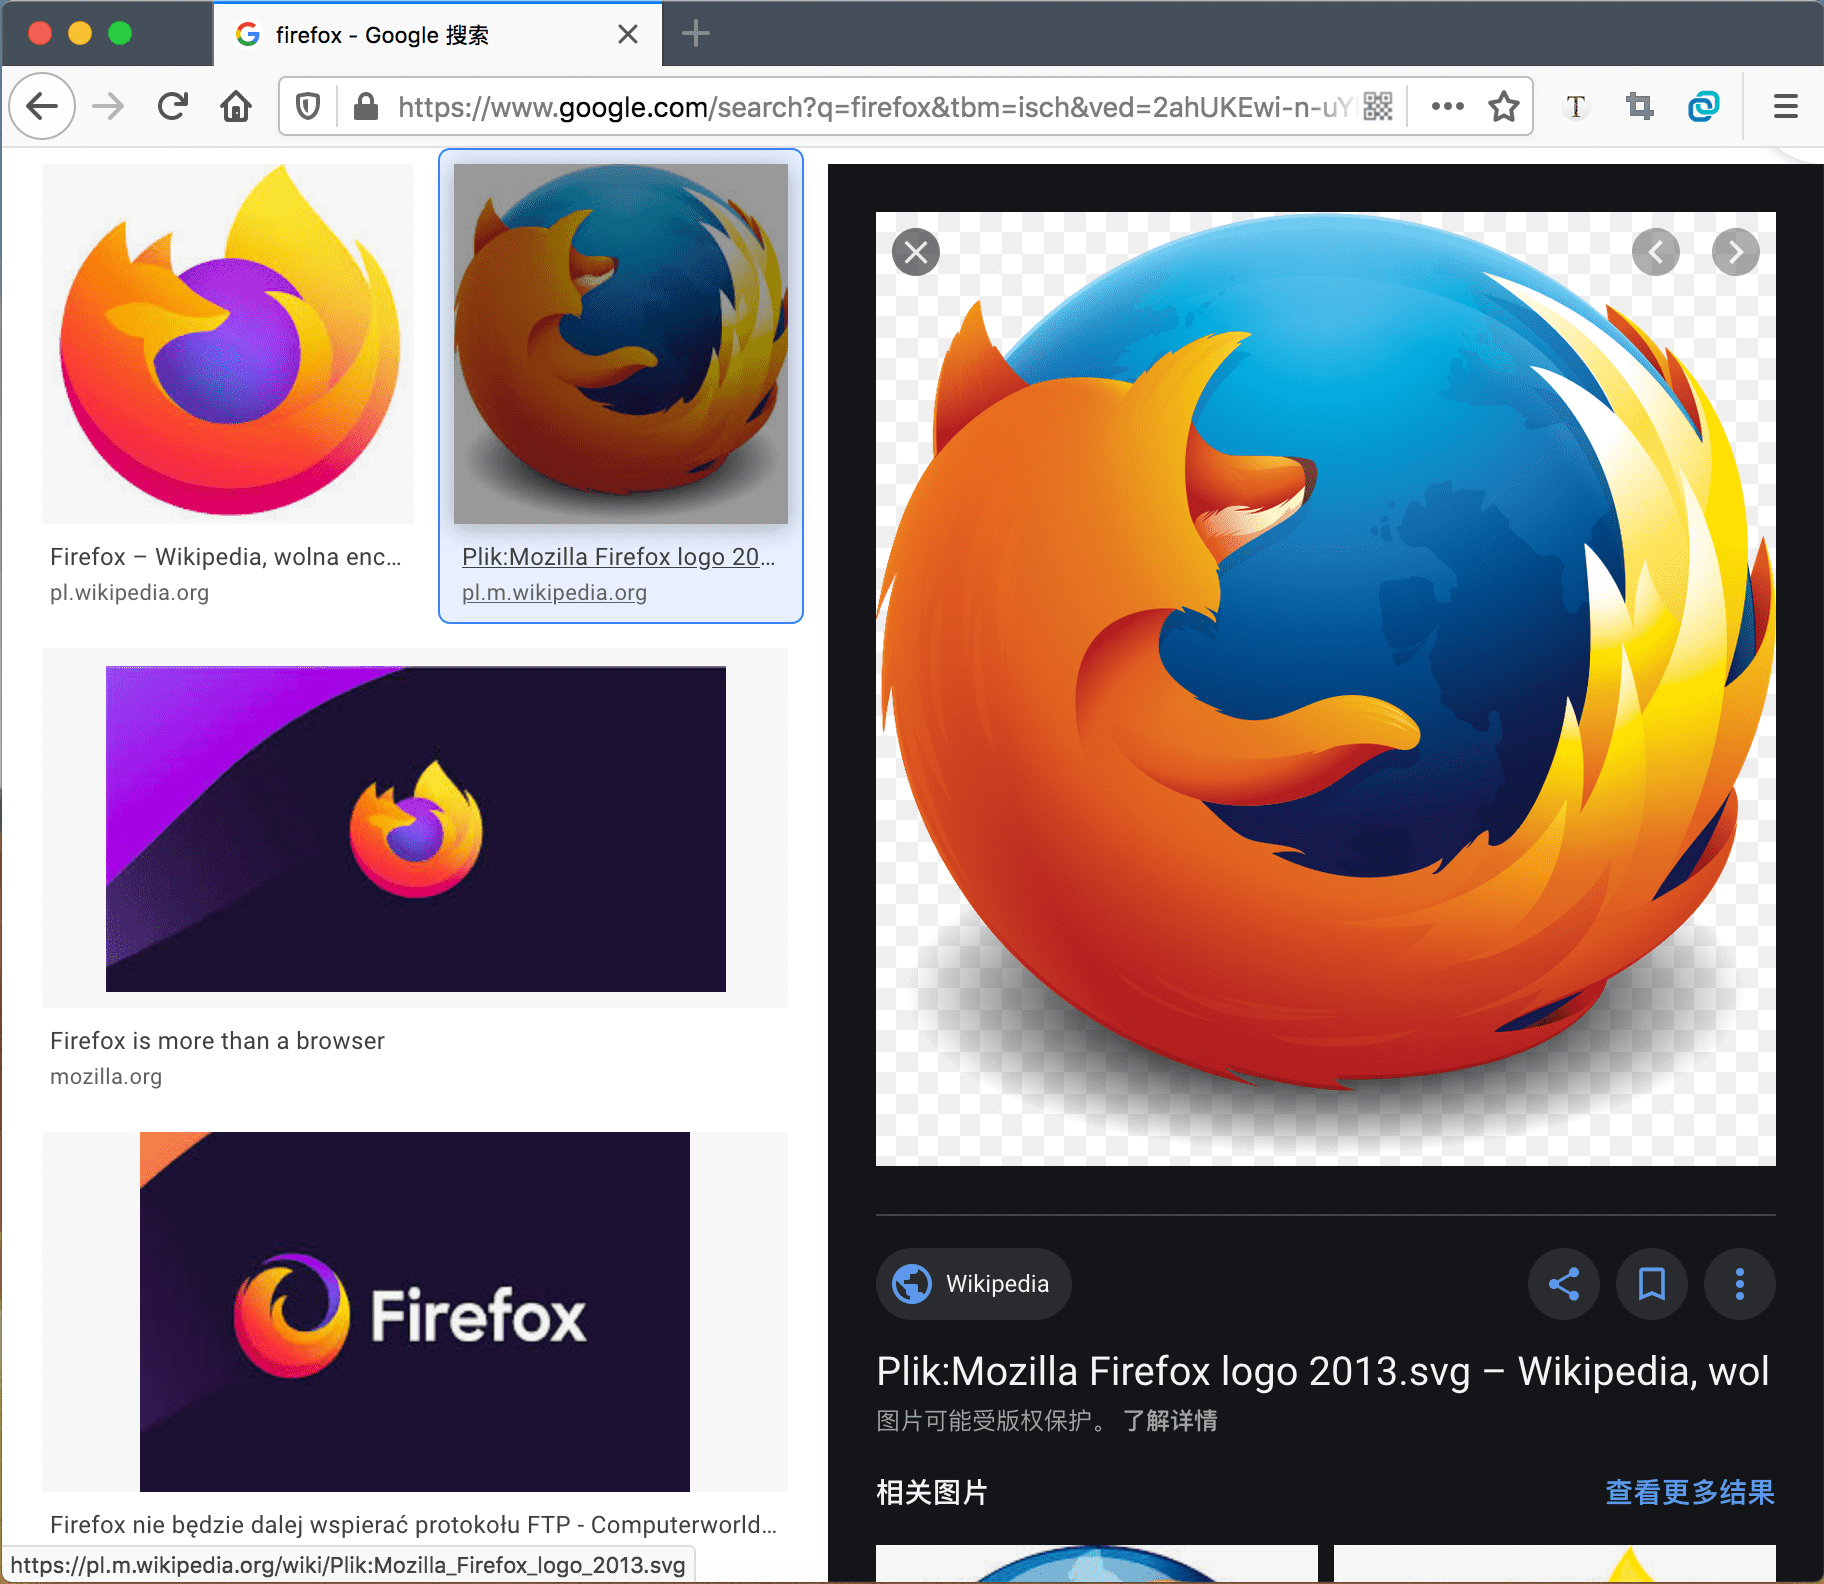 firefox - Google 搜索
https://www.google.com/search?q=firefox&tbm=isch&ved=2ahUKEwi-n-uY
T
Firefox – Wikipedia, wolna enc...
pl.wikipedia.org
Plik:Mozilla Firefox logo 20...
pl.m.wikipedia.org
Firefox is more than a browser
mozilla.org
Firefox
Firefox nie będzie dalej wspierać protokołu FTP - Computerworld...
https://pl.m.wikipedia.org/wiki/Plik:Mozilla_Firefox_logo_2013.svg
Wikipedia
Plik:Mozilla Firefox logo 2013.svg – Wikipedia, wol
图片可能受版权保护。 了解详情
相关图片
查看更多结果